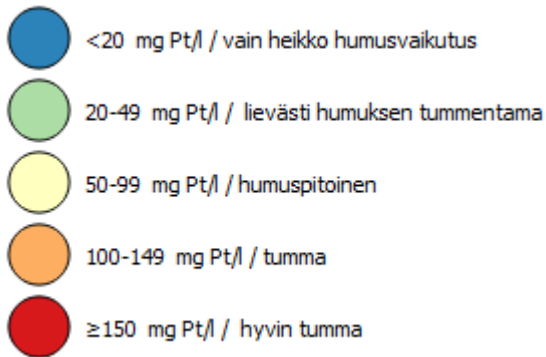 <20 mg Pt/l / vain heikko humusvaikutus
20-49 mg Pt/l / lievästi humuksen tummentama
50-99 mg Pt/l / humuspitoinen
100-149 mg Pt/l / tumma
≥150 mg Pt/l / hyvin tumma